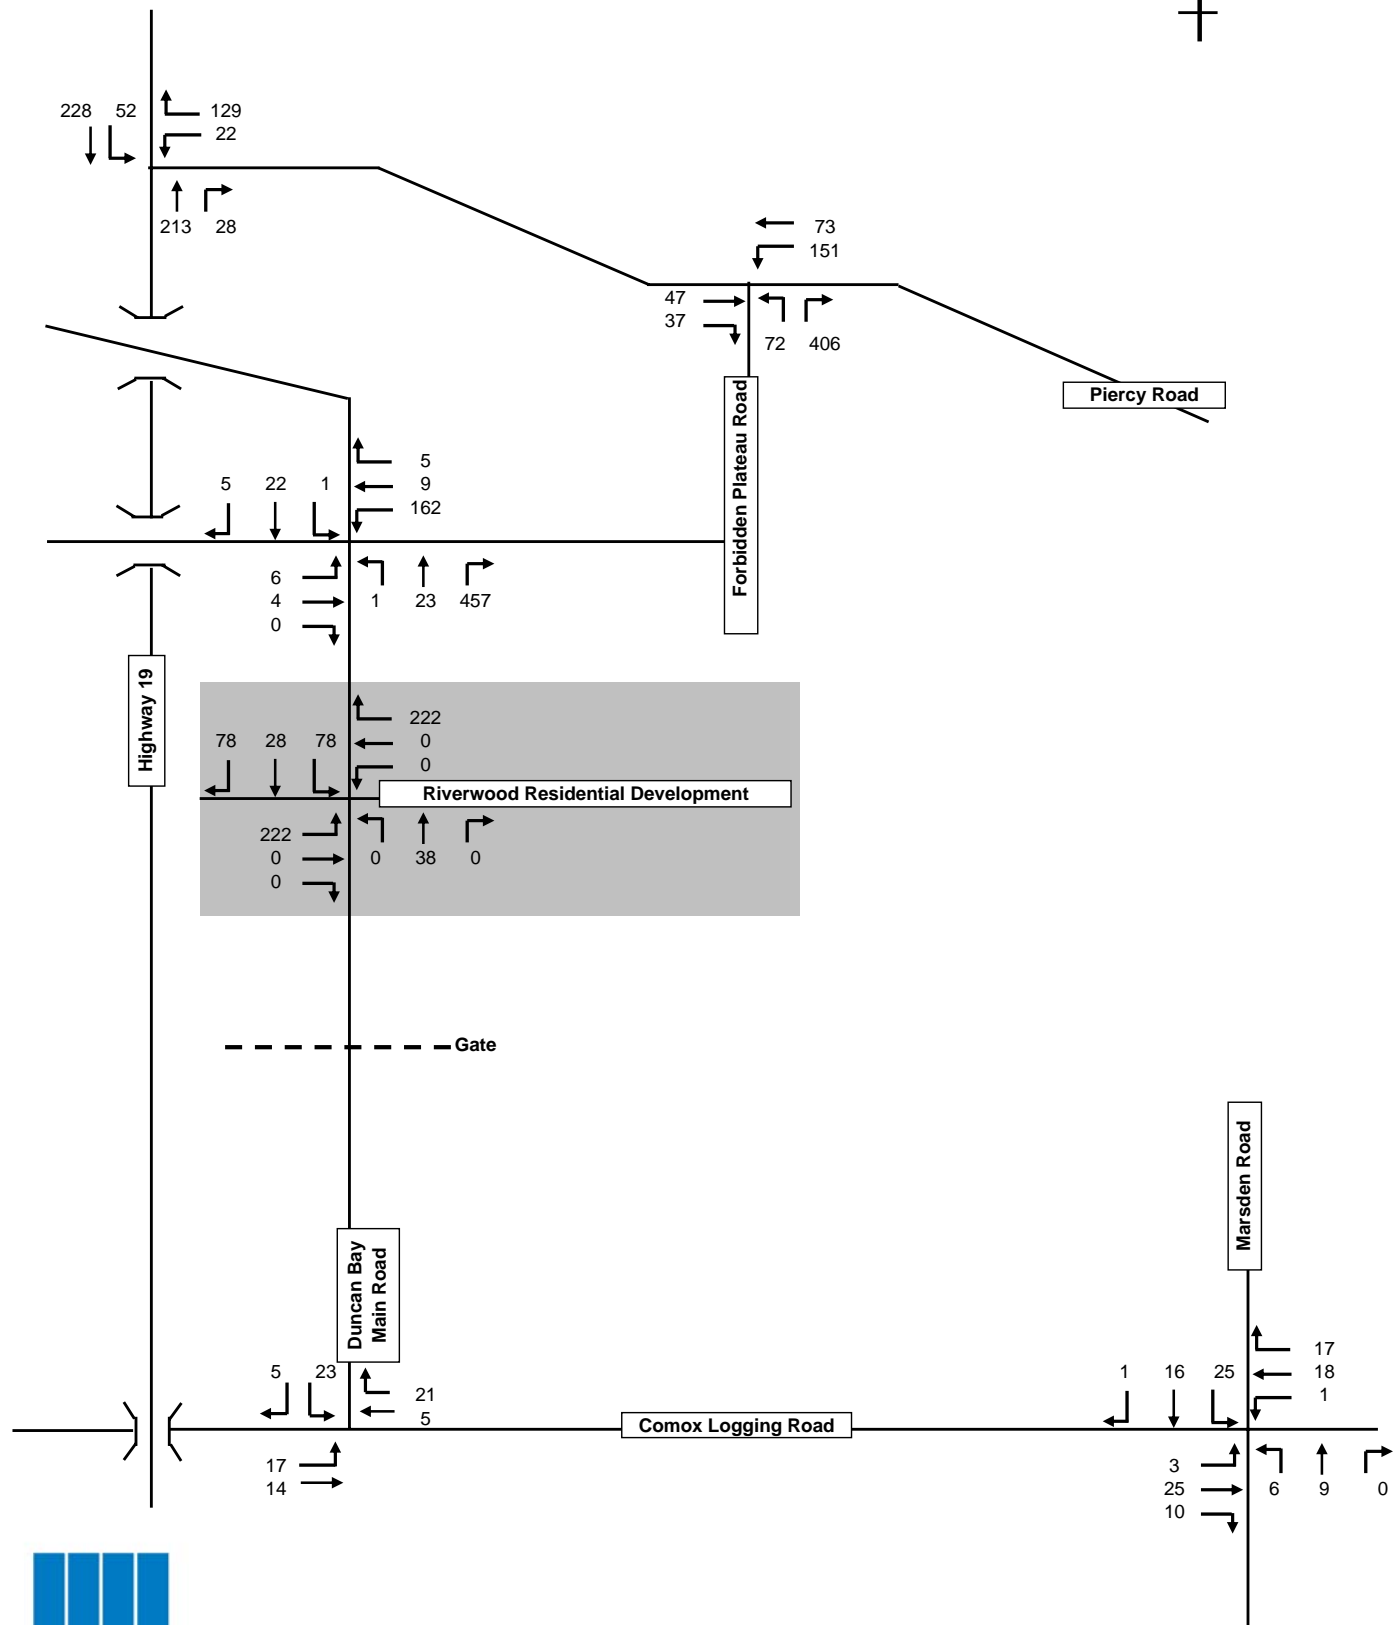 228 52 129
22
213 28
73
151
47
37
72 406
Piercy Road
Forbidden Plateau Road
5
5 22 1 9
162
6
4 1 23 457
0
Highway 19
222
78 28 78 0
0
Riverwood Residential Development
222
0 0 38 0
0
Gate
Marsden Road
Duncan Bay
Main Road
5 23
21
5
17
14
Comox Logging Road
17
1 16 25 18
1
3
25 6 9 0
10